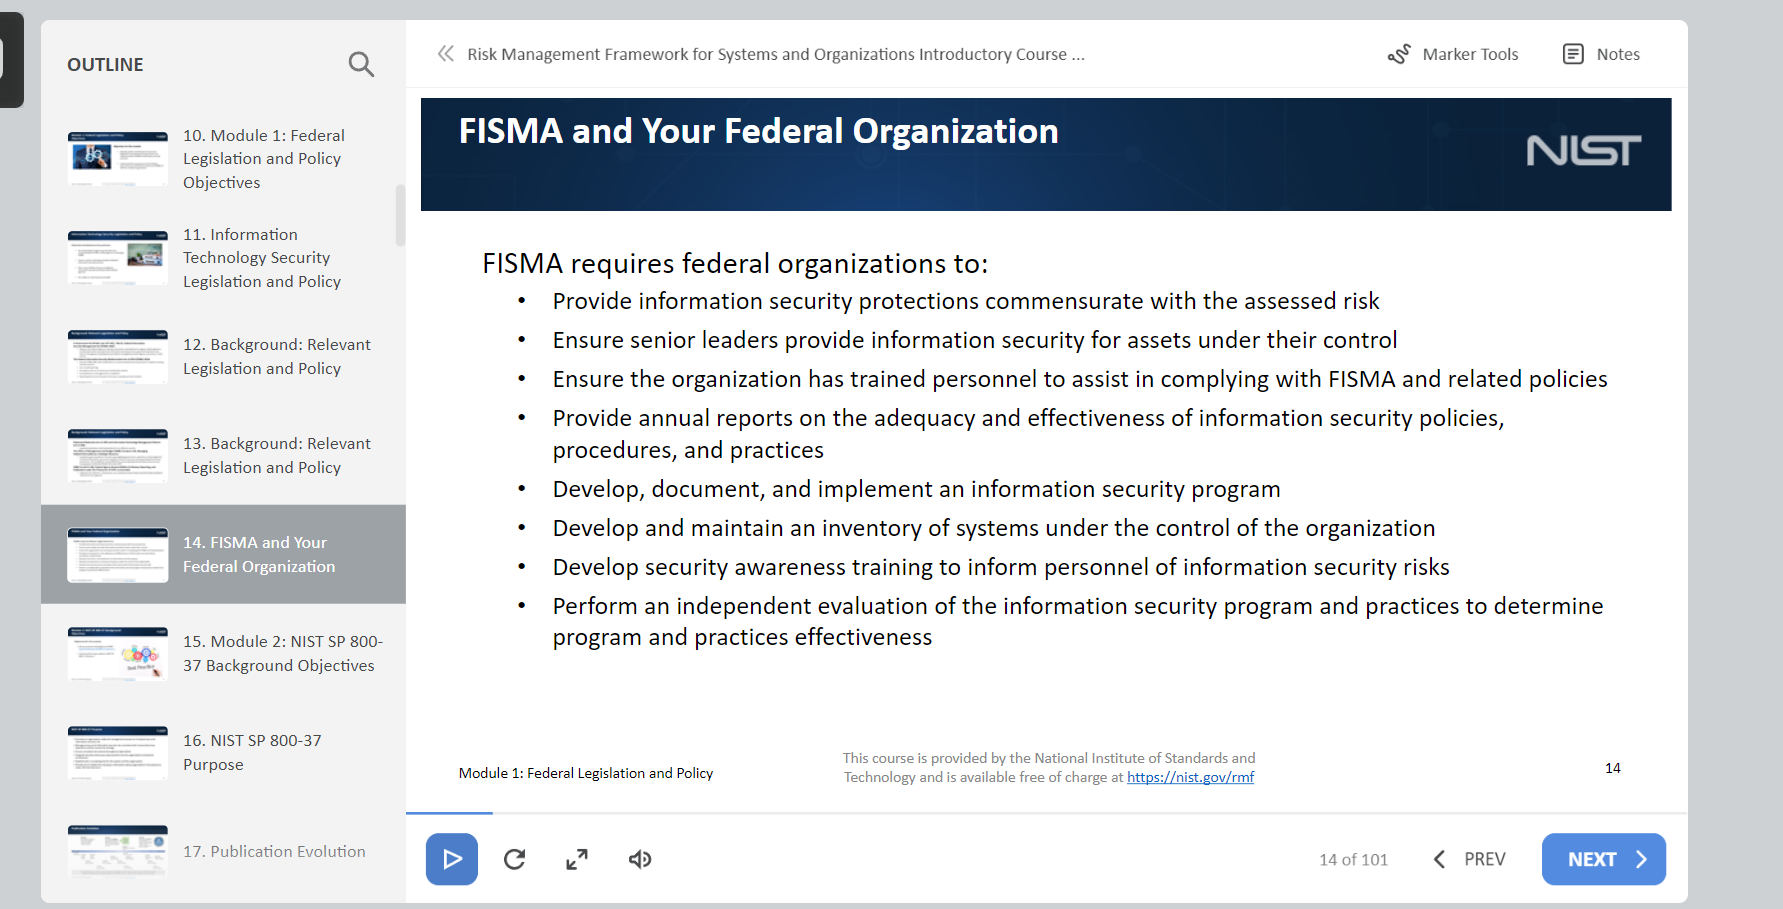 OUTLINE
10. Module 1: Federal
Legislation and Policy
Objectives
11. Information
Technology Security
Legislation and Policy
12. Background: Relevant
Legislation and Policy
13. Background: Relevant
Legislation and Policy
14. FISMA and Your
Federal Organization
15. Module 2: NIST SP 800-
37 Background Objectives
16. NIST SP 800-37
Purpose
17. Publication Evolution
Risk Management Framework for Systems and Organizations Introductory Course ...
Marker Tools
Notes
FISMA and Your Federal Organization
NIST
FISMA requires federal organizations to:
• Provide information security protections commensurate with the assessed risk
• Ensure senior leaders provide information security for assets under their control
• Ensure the organization has trained personnel to assist in complying with FISMA and related policies
• Provide annual reports on the adequacy and effectiveness of information security policies,
procedures, and practices
• Develop, document, and implement an information security program
• Develop and maintain an inventory of systems under the control of the organization
• Develop security awareness training to inform personnel of information security risks
• Perform an independent evaluation of the information security program and practices to determine
program and practices effectiveness
Module 1: Federal Legislation and Policy
This course is provided by the National Institute of Standards and
Technology and is available free of charge at https://nist.gov/rmf
14
14 of 101
PREV
NEXT